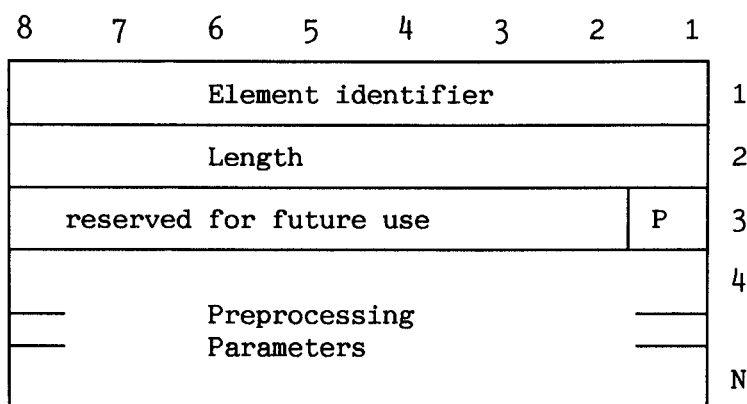 8 7 6 5 4 3 2 1
Element identifier 1
Length 2
reserved for future use P 3
4
Preprocessing
Parameters
N